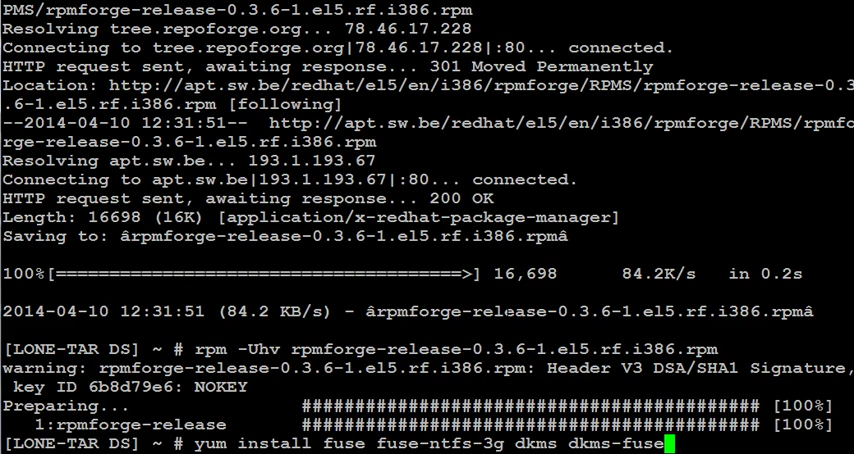 PMS/rpmforge-release-0.3.6-1.el5.rf.i386.rpm
Resolving tree.repoforge.org... 78.46.17.228
Connecting to tree.repoforge.org|78.46.17.228|:80... connected.
HTTP request sent, awaiting response... 301 Moved Permanently
Location: http://apt.sw.be/redhat/el5/en/i386/rpmforge/RPMS/rpmforge-release-0.3
.6-1.el5.rf.i386.rpm [following]
--2014-04-10 12:31:51--  http://apt.sw.be/redhat/el5/en/i386/rpmforge/RPMS/rpmfo
rge-release-0.3.6-1.el5.rf.i386.rpm
Resolving apt.sw.be... 193.1.193.67
Connecting to apt.sw.be|193.1.193.67|:80... connected.
HTTP request sent, awaiting response... 200 OK
Length: 16698 (16K) [application/x-redhat-package-manager]
Saving to: ârpmforge-release-0.3.6-1.el5.rf.i386.rpmâ
100%[======================================>] 16,698      84.2K/s   in 0.2s
2014-04-10 12:31:51 (84.2 KB/s) - ârpmforge-release-0.3.6-1.el5.rf.i386.rpmâ
[LONE-TAR DS] ~ # rpm -Uhv rpmforge-release-0.3.6-1.el5.rf.i386.rpm
warning: rpmforge-release-0.3.6-1.el5.rf.i386.rpm: Header V3 DSA/SHA1 Signature,
 key ID 6b8d79e6: NOKEY
Preparing...                ########################################### [100%]
   1:rpmforge-release       ########################################### [100%]
[LONE-TAR DS] ~ # yum install fuse fuse-ntfs-3g dkms dkms-fuse